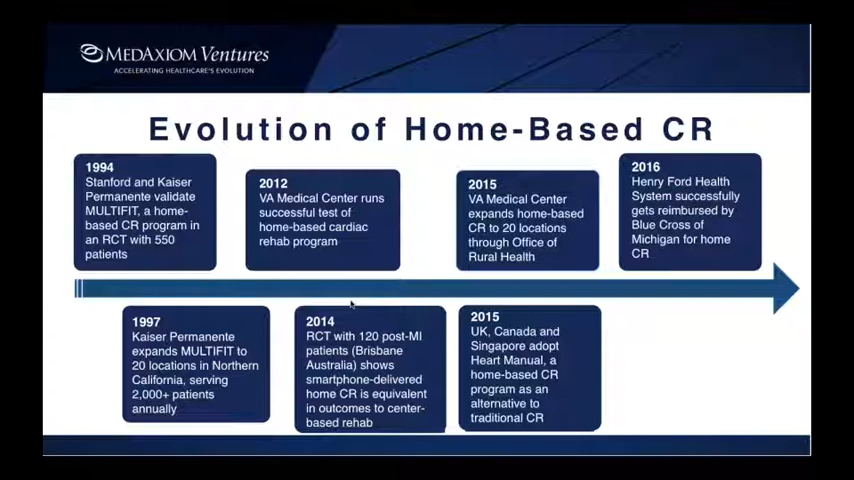 MEDAXIOM Ventures
ACCELERATING HEALTHCARE'S EVOLUTION
Evolution of Home-Based CR
1994
Stanford and Kaiser
Permanente validate
MULTIFIT, a home-
based CR program in
an RCT with 550
patients
2012
VA Medical Center runs
successful test of
home-based cardiac
rehab program
2015
VA Medical Center
expands home-based
CR to 20 locations
through Office of
Rural Health
2016
Henry Ford Health
System successfully
gets reimbursed by
Blue Cross of
Michigan for home
CR
1997
Kaiser Permanente
expands MULTIFIT to
20 locations in Northern
California, serving
2,000+ patients
annually
2014
RCT with 120 post-MI
patients (Brisbane
Australia) shows
smartphone-delivered
home CR is equivalent
in outcomes to center-
based rehab
2015
UK, Canada and
Singapore adopt
Heart Manual, a
home-based CR
program as an
alternative to
traditional CR